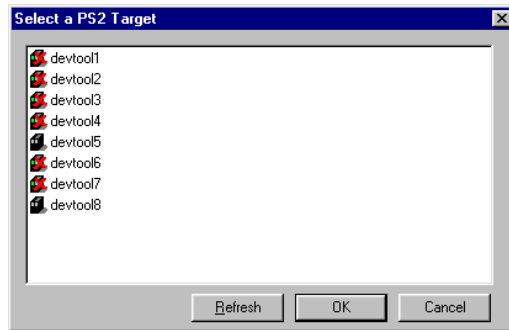 Select a PS2 Target
devtool1
devtool2
devtool3
devtool4
devtool5
devtool6
devtool7
devtool8
Refresh
OK
Cancel